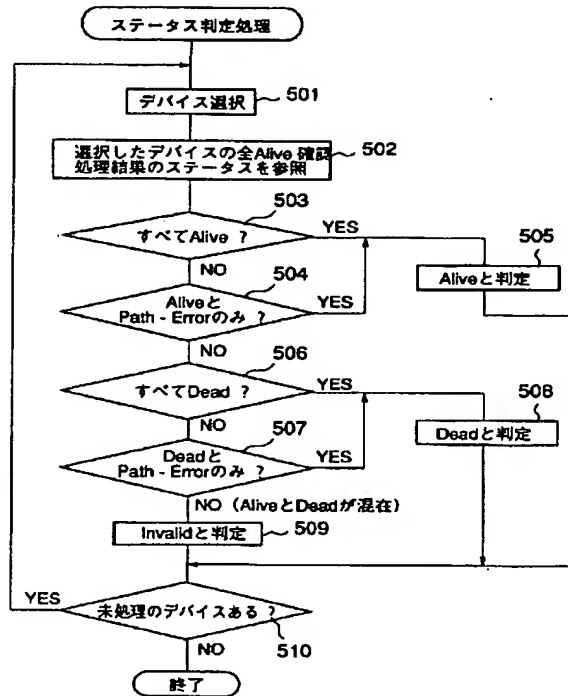 ステータス判定処理
デバイス選択
501
選択したデバイスの全Alive 確認
処理結果のステータスを参照
502
503
すべてAlive ?
YES
NO
504
Aliveと
Path - Errorのみ ?
YES
NO
505
Aliveと判定
506
すべてDead ?
YES
NO
507
Deadと
Path - Errorのみ ?
YES
508
Deadと判定
NO (AliveとDeadが混在)
Invalidと判定
509
YES
未処理のデバイスある ?
510
NO
終了